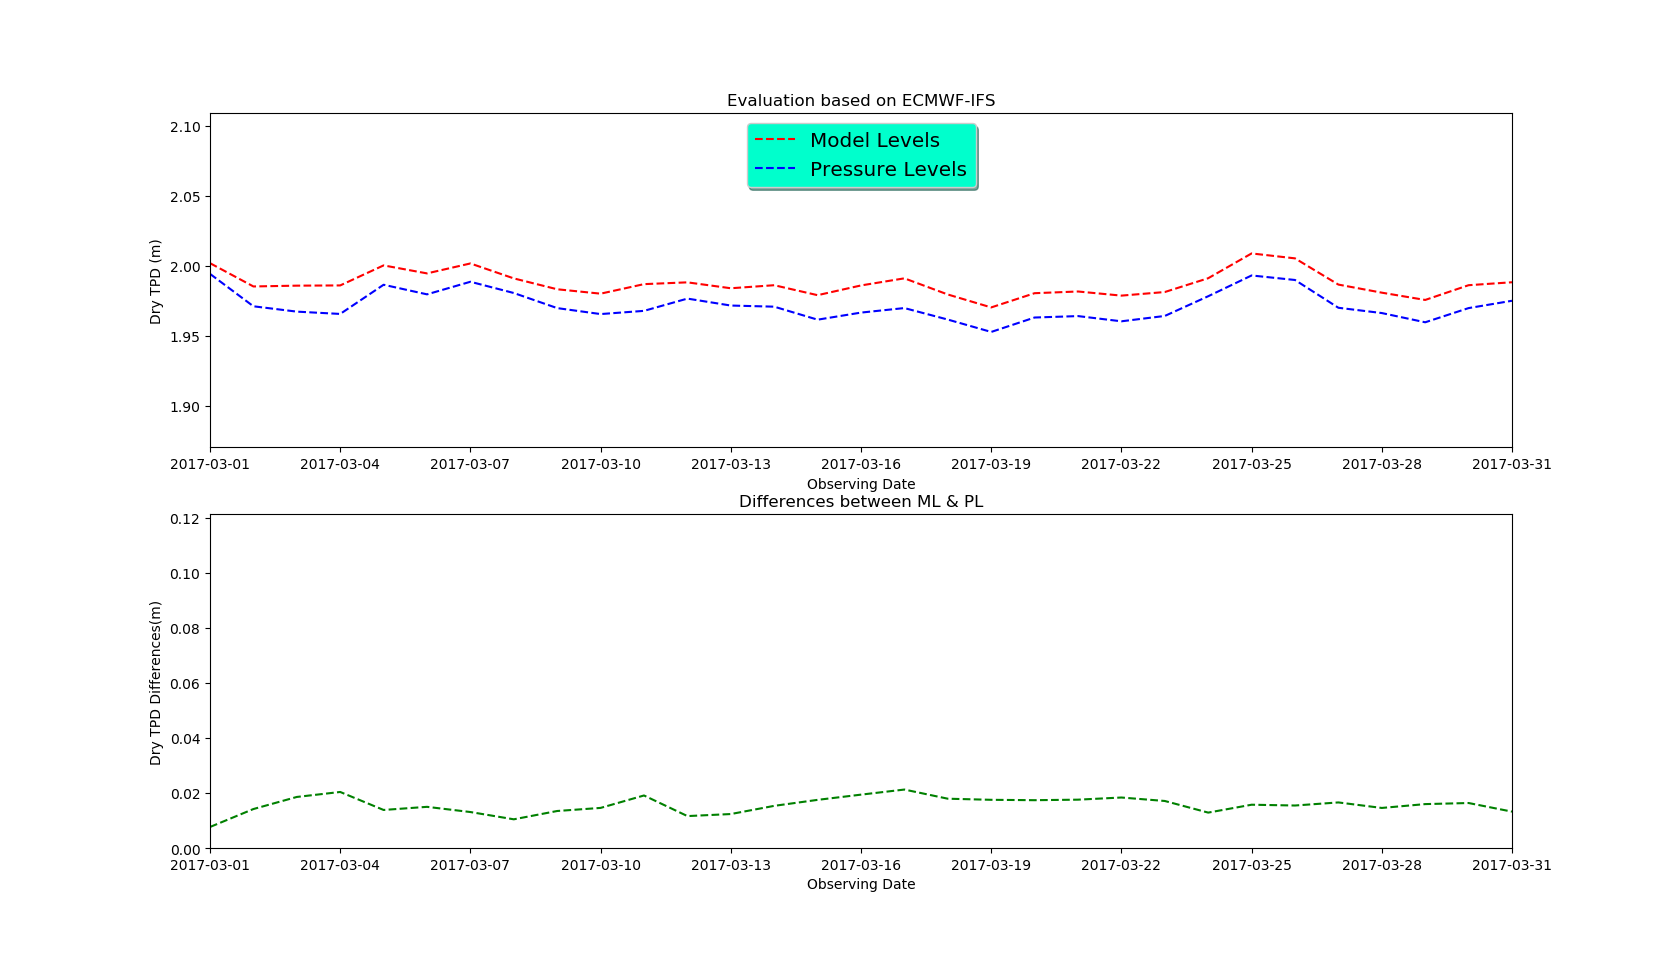 Evaluation based on ECMWF-IFS
Model Levels
Pressure Levels
Dry TPD (m)
2.10
2.05
2.00
1.95
1.90
2017-03-01 2017-03-04 2017-03-07 2017-03-10 2017-03-13 2017-03-16 2017-03-19 2017-03-22 2017-03-25 2017-03-28 2017-03-31
Observing Date
Differences between ML & PL
Dry TPD Differences(m)
0.12
0.10
0.08
0.06
0.04
0.02
0.00
2017-03-01 2017-03-04 2017-03-07 2017-03-10 2017-03-13 2017-03-16 2017-03-19 2017-03-22 2017-03-25 2017-03-28 2017-03-31
Observing Date